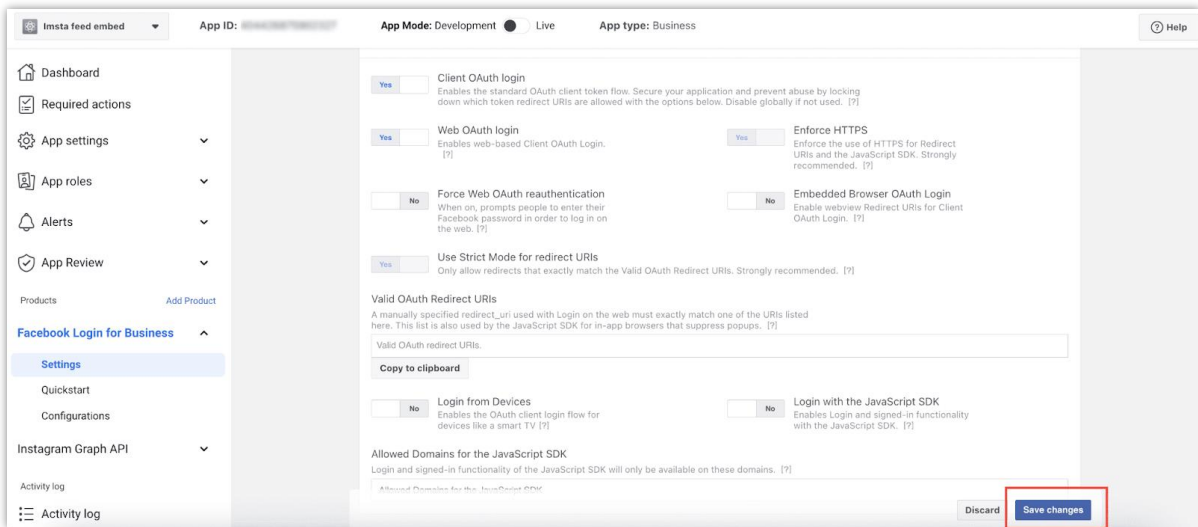 Imsta feed embed
App ID:
App Mode: Development Live
App type: Business
Help
Dashboard
Required actions
App settings
App roles
Alerts
App Review
Products Add Product
Facebook Login for Business
Settings
Quickstart
Configurations
Instagram Graph API
Activity log
Activity log
Yes
Client OAuth login
Enables the standard OAuth client token flow. Secure your application and prevent abuse by locking
down which token redirect URIs are allowed with the options below. Disable globally if not used. [?]
Yes
Web OAuth login
Enables web-based Client OAuth Login.
[?]
Yes
Enforce HTTPS
Enforce the use of HTTPS for Redirect
URIs and the JavaScript SDK. Strongly
recommended. [?]
No
Force Web OAuth reauthentication
When on, prompts people to enter their
Facebook password in order to log in on
the web. [?]
No
Embedded Browser OAuth Login
Enable webview Redirect URIs for Client
OAuth Login. [?]
Yes
Use Strict Mode for redirect URIs
Only allow redirects that exactly match the Valid OAuth Redirect URIs. Strongly recommended. [?]
Valid OAuth Redirect URIs
A manually specified redirect_uri used with Login on the web must exactly match one of the URIs listed
here. This list is also used by the JavaScript SDK for in-app browsers that suppress popups. [?]
Valid OAuth redirect URIs.
Copy to clipboard
No
Login from Devices
Enables the OAuth client login flow for
devices like a smart TV [?]
No
Login with the JavaScript SDK
Enables Login and signed-in functionality
with the JavaScript SDK. [?]
Allowed Domains for the JavaScript SDK
Login and signed-in functionality of the JavaScript SDK will only be available on these domains. [?]
Allowed Domains for the JavaScript SDK
Discard
Save changes